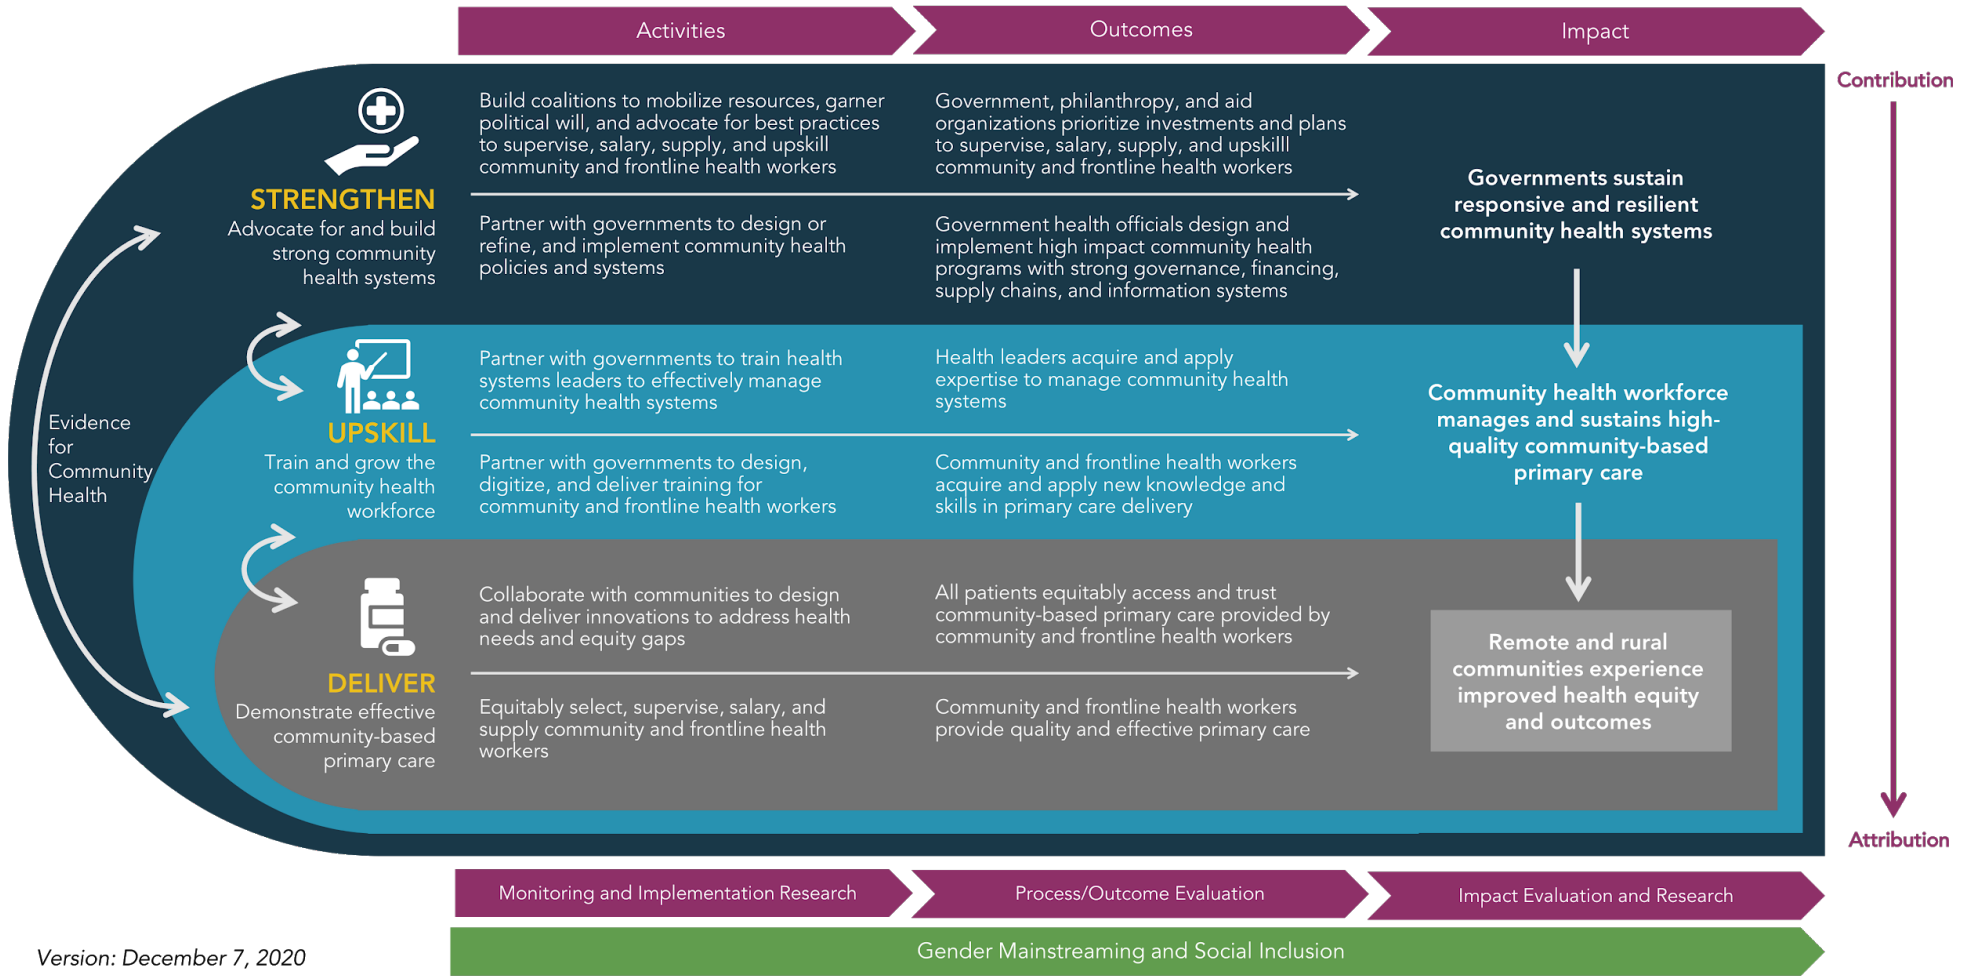 Activities
Outcomes
Impact
Contribution
STRENGTHEN
Advocate for and build
strong community
health systems
Build coalitions to mobilize resources, garner
political will, and advocate for best practices
to supervise, salary, supply, and upskill
community and frontline health workers
Partner with governments to design or
refine, and implement community health
policies and systems
Government, philanthropy, and aid
organizations prioritize investments and plans
to supervise, salary, supply, and upskilll
community and frontline health workers
Government health officials design and
implement high impact community health
programs with strong governance, financing,
supply chains, and information systems
Governments sustain
responsive and resilient
community health systems
Evidence
for
Community
Health
UPSKILL
Train and grow the
community health
workforce
Partner with governments to train health
systems leaders to effectively manage
community health systems
Partner with governments to design,
digitize, and deliver training for
community and frontline health workers
Health leaders acquire and apply
expertise to manage community health
systems
Community and frontline health workers
acquire and apply new knowledge and
skills in primary care delivery
Community health workforce
manages and sustains high-
quality community-based
primary care
DELIVER
Demonstrate effective
community-based
primary care
Collaborate with communities to design
and deliver innovations to address health
needs and equity gaps
Equitably select, supervise, salary, and
supply community and frontline health
workers
All patients equitably access and trust
community-based primary care provided by
community and frontline health workers
Community and frontline health workers
provide quality and effective primary care
Remote and rural
communities experience
improved health equity
and outcomes
Attribution
Monitoring and Implementation Research
Process/Outcome Evaluation
Impact Evaluation and Research
Gender Mainstreaming and Social Inclusion
Version: December 7, 2020